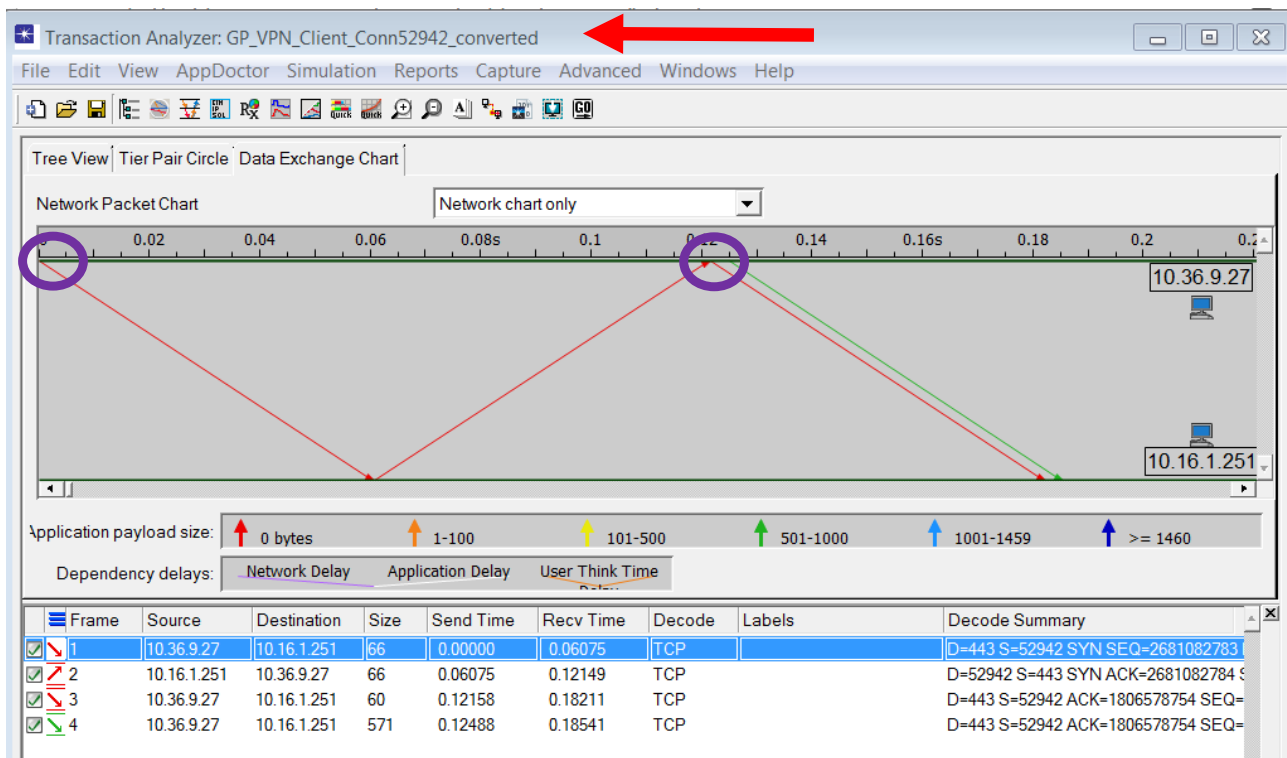 Transaction Analyzer: GP_VPN_Client_Conn52942_converted
File Edit View AppDoctor Simulation Reports Capture Advanced Windows Help
QUICK QUICK GO
Tree View Tier Pair Circle Data Exchange Chart
Network Packet Chart Network chart only
0.02 0.04 0.06 0.08s 0.1 0.12 0.14 0.16s 0.18 0.2
10.36.9.27
10.16.1.251
Application payload size: 0 bytes 1-100 101-500 501-1000 1001-1459 >= 1460
Dependency delays: Network Delay Application Delay User Think Time
Frame Source Destination Size Send Time Recv Time Decode Labels Decode Summary
1 10.36.9.27 10.16.1.251 66 0.00000 0.06075 TCP D=443 S=52942 SYN SEQ=2681082783
2 10.16.1.251 10.36.9.27 66 0.06075 0.12149 TCP D=52942 S=443 SYN ACK=2681082784
3 10.36.9.27 10.16.1.251 60 0.12158 0.18211 TCP D=443 S=52942 ACK=1806578754 SEQ=
4 10.36.9.27 10.16.1.251 571 0.12488 0.18541 TCP D=443 S=52942 ACK=1806578754 SEQ=